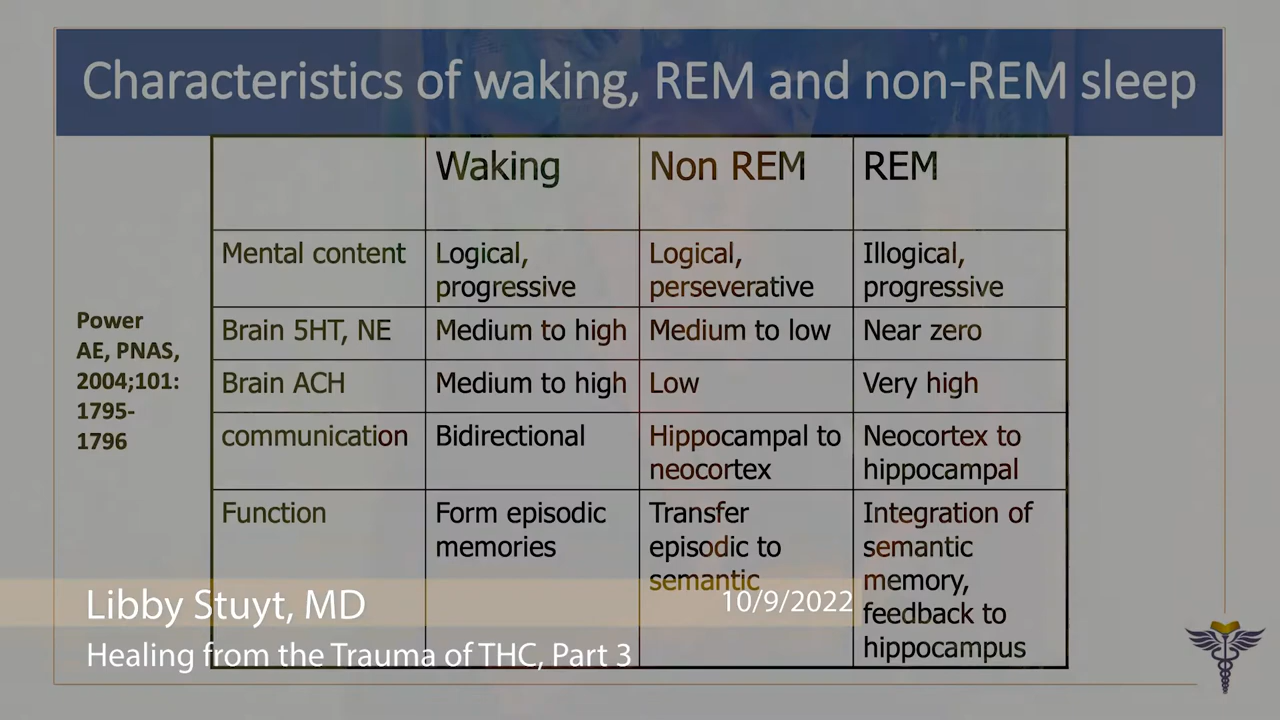 Characteristics of waking, REM and non-REM sleep
Waking Non REM REM
Mental content Logical, Logical, Illogical,
progressive perseverative progressive
Power
AE, PNAS,
2004;101:
1795-
1796
Brain 5HT, NE Medium to high Medium to low Near zero
Brain ACH Medium to high Low Very high
communication Bidirectional Hippocampal to Neocortex to
neocortex hippocampal
Function Form episodic Transfer Integration of
memories episodic to semantic
semantic memory,
feedback to
hippocampus
Libby Stuyt, MD 10/9/2022
Healing from the Trauma of THC, Part 3